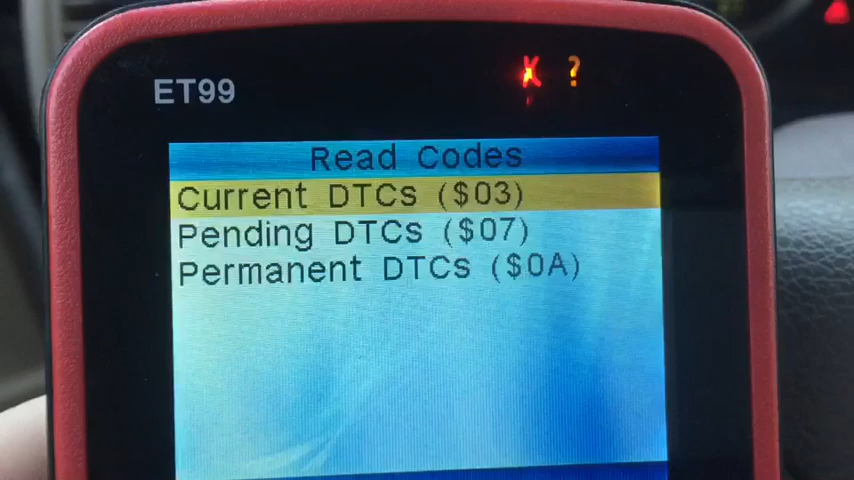 ET99
X ?
Read Codes
Current DTCs ($03)
Pending DTCs ($07)
Permanent DTCs ($0A)